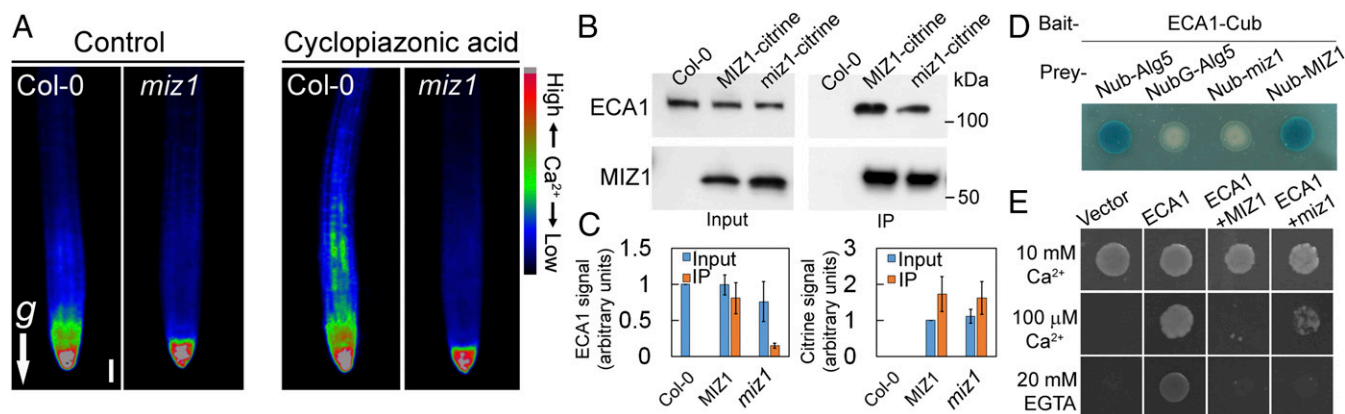 A
Control
Cyclopiazonic acid
Col-0
miz1
Col-0
miz1
High
Ca²⁺
Low
g
B
Col-0
MIZ1-citrine
miz1-citrine
Col-0
MIZ1-citrine
miz1-citrine
kDa
ECA1
100
MIZ1
50
Input
IP
C
ECA1 signal
(arbitrary units)
1.5
1
0.5
0
Input
IP
Col-0
MIZ1
miz1
Citrine signal
(arbitrary units)
3
2
1
0
Input
IP
Col-0
MIZ1
miz1
D
Bait-
ECA1-Cub
Prey-
Nub-Alg5
NubG-Alg5
Nub-miz1
Nub-MIZ1
E
Vector
ECA1
ECA1
+MIZ1
ECA1
+miz1
10 mM
Ca²⁺
100 μM
Ca²⁺
20 mM
EGTA